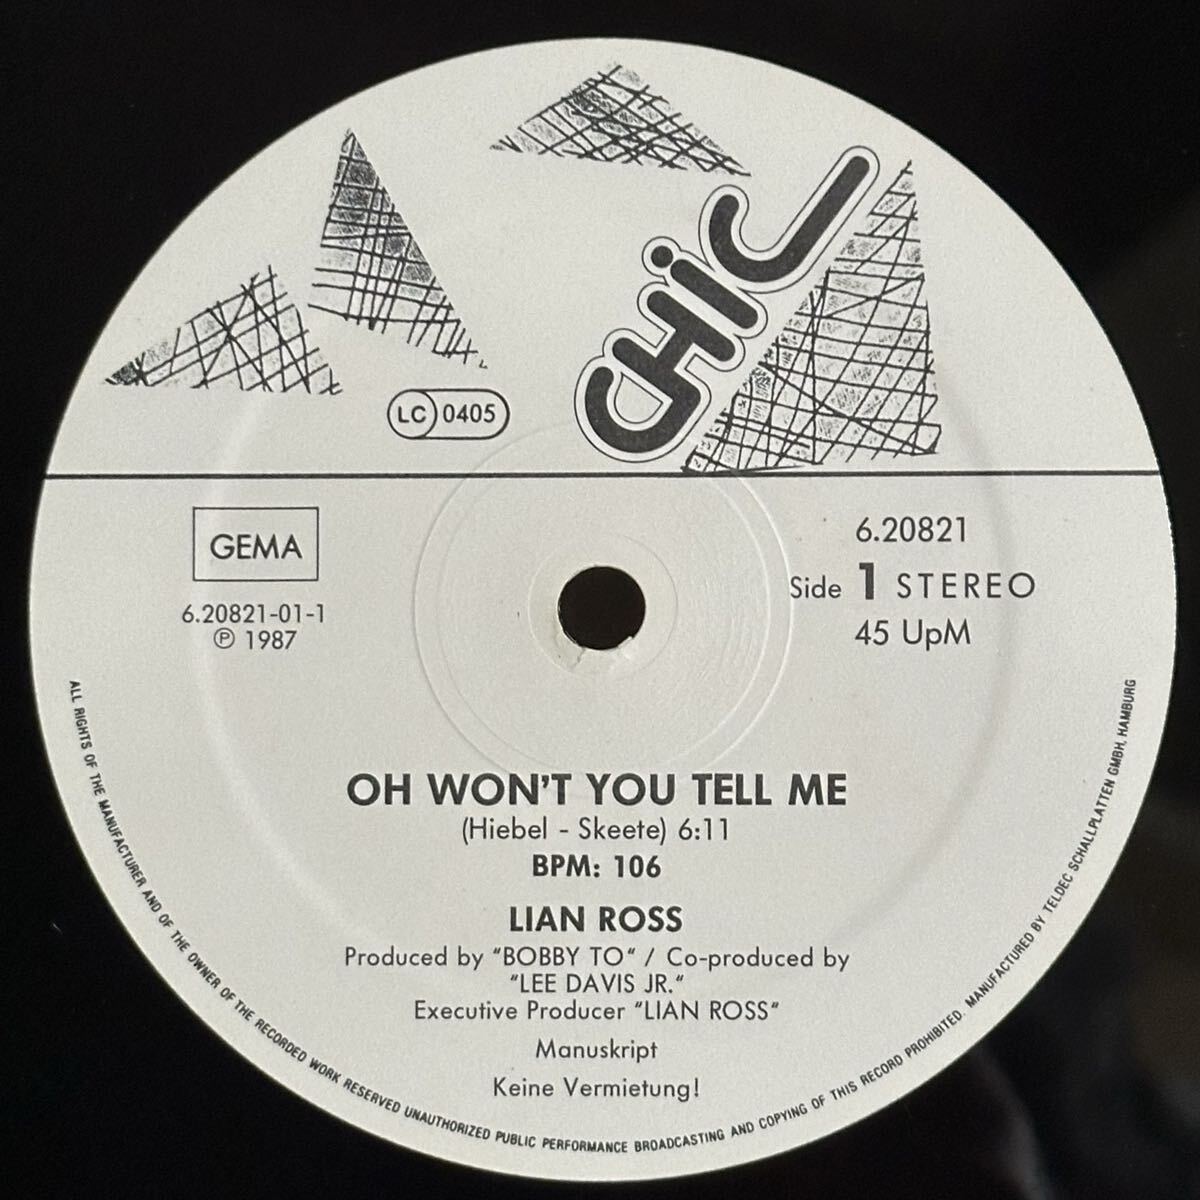 CHIC
LC 0405
GEMA
6.20821-01-1
℗ 1987
6.20821
Side 1 STEREO
45 UpM
OH WON'T YOU TELL ME
(Hiebel - Skeete) 6:11
BPM: 106
LIAN ROSS
Produced by "BOBBY TO" / Co-produced by
"LEE DAVIS JR."
Executive Producer "LIAN ROSS"
Manuskript
Keine Vermietung!
ALL RIGHTS OF THE MANUFACTURER AND OF THE OWNER OF THE RECORDED WORK RESERVED UNAUTHORIZED PUBLIC PERFORMANCE BROADCASTING AND COPYING OF THIS RECORD PROHIBITED. MANUFACTURED BY TELDEC SCHALLPLATTEN GMBH, HAMBURG